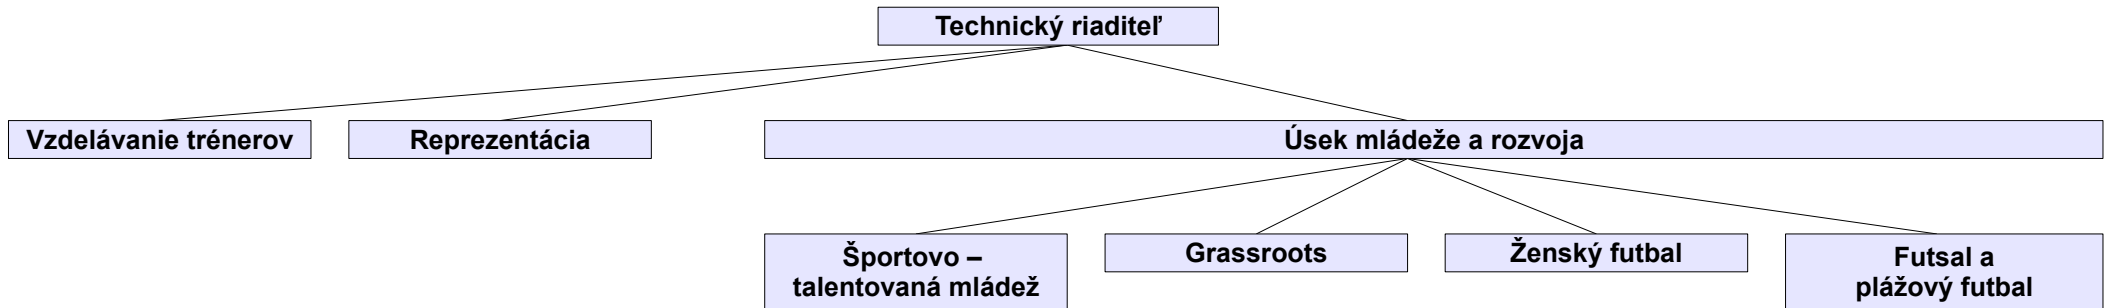 Technický riaditeľ
Vzdelávanie trénerov
Reprezentácia
Úsek mládeže a rozvoja
Športovo –
talentovaná mládež
Grassroots
Ženský futbal
Futsal a
plážový futbal